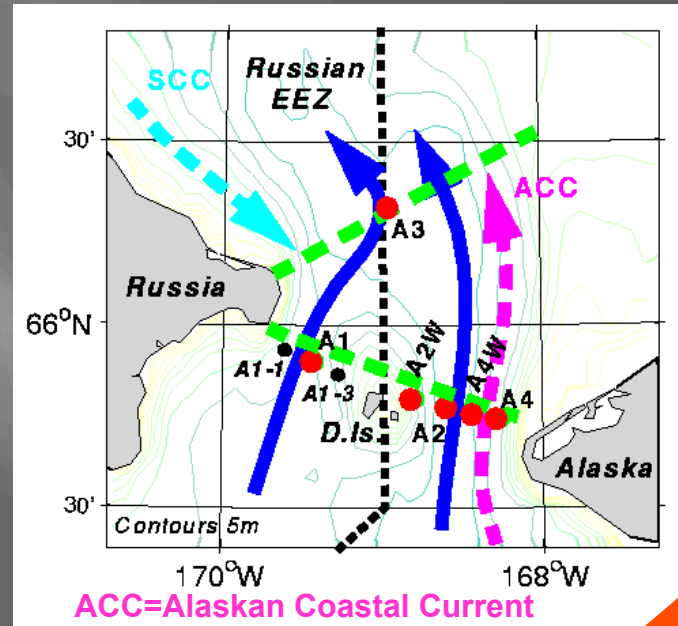 Russian
EEZ
SCC
30'
ACC
A3
Russia
66°N
A1
A2W
A4W
A1-1
A1-3
A4
D.Is.
A2
Alaska
30'
Contours 5m
170°W
168°W
ACC=Alaskan Coastal Current